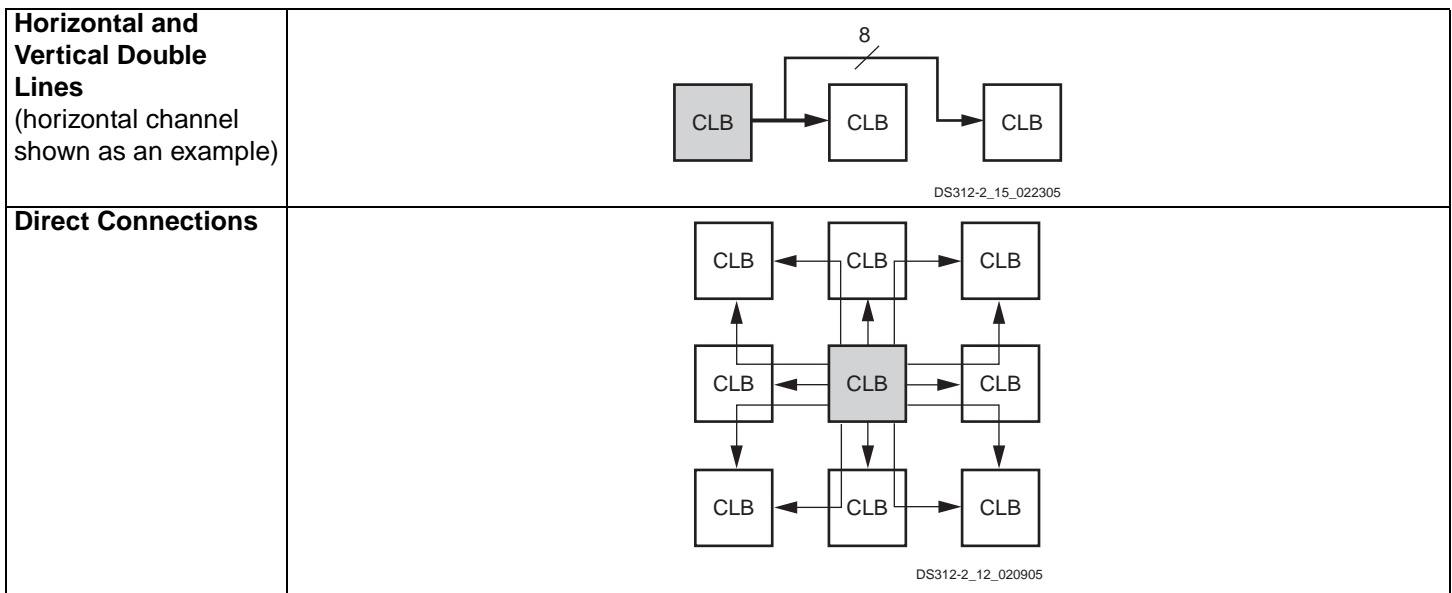 Horizontal and
Vertical Double
Lines
(horizontal channel
shown as an example)
8
CLB CLB CLB
DS312-2_15_022305
Direct Connections
CLB CLB CLB
CLB CLB CLB
CLB CLB CLB
DS312-2_12_020905